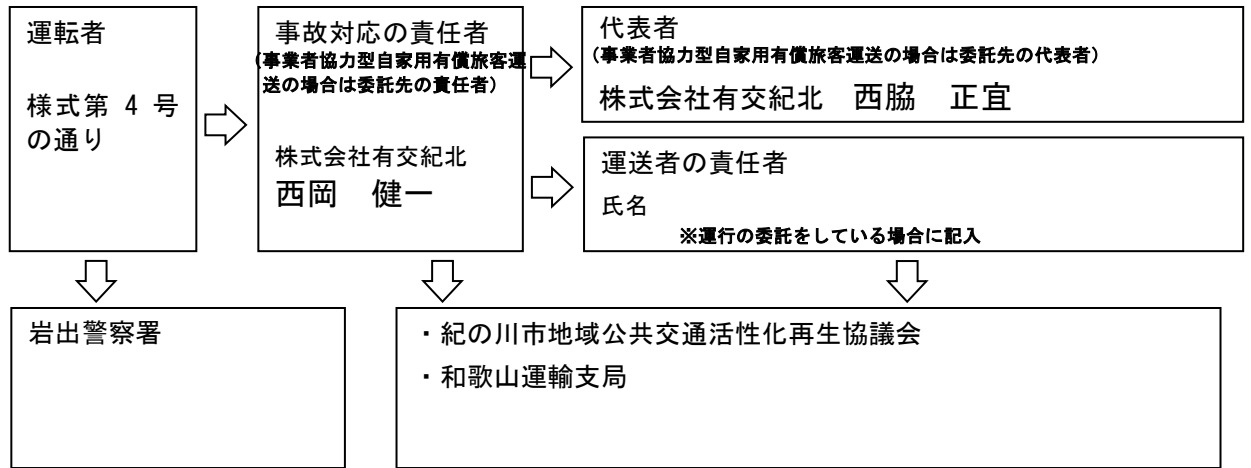 運転者
様式第 4 号
の通り
事故対応の責任者
(事業者協力型自家用有償旅客運
送の場合は委託先の責任者)
株式会社有交紀北
西岡 健一
代表者
(事業者協力型自家用有償旅客運送の場合は委託先の代表者)
株式会社有交紀北 西脇 正宜
運送者の責任者
氏名
※運行の委託をしている場合に記入
岩出警察署
・紀の川市地域公共交通活性化再生協議会
・和歌山運輸支局